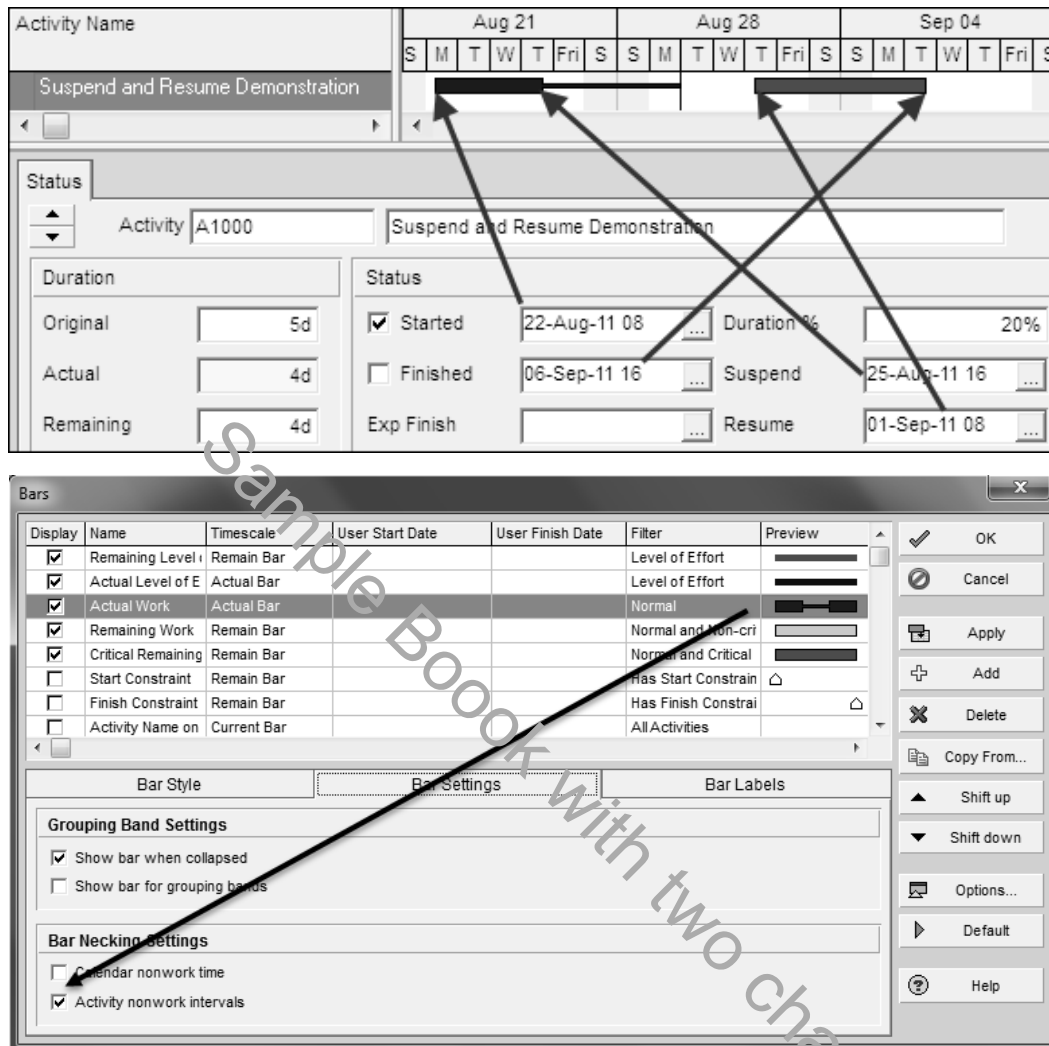 Activity Name
Aug 21
Aug 28
Sep 04
S M T W T Fri S S M T W T Fri S S M T W T Fri S
Suspend and Resume Demonstration
Status
Activity A1000 Suspend and Resume Demonstration
Duration
Status
Original 5d
Started 22-Aug-11 08 ... Duration % 20%
Actual 4d
Finished 06-Sep-11 16 ... Suspend 25-Aug-11 16 ...
Remaining 4d
Exp Finish ... Resume 01-Sep-11 08 ...
Bars
X
Display Name Timescale User Start Date User Finish Date Filter Preview
Remaining Level Remain Bar Level of Effort
Actual Level of E Actual Bar Level of Effort
Actual Work Actual Bar Normal
Remaining Work Remain Bar Normal and Non-cri
Critical Remaining Remain Bar Normal and Critical
Start Constraint Remain Bar Has Start Constrain
Finish Constraint Remain Bar Has Finish Constrai
Activity Name on Current Bar All Activities
OK
Cancel
Apply
Add
Delete
Copy From...
Shift up
Shift down
Options...
Default
Help
Bar Style
Bar Settings
Bar Labels
Grouping Band Settings
Show bar when collapsed
Show bar for grouping bands
Bar Necking Settings
Calendar nonwork time
Activity nonwork intervals
Sample Boook with two cha